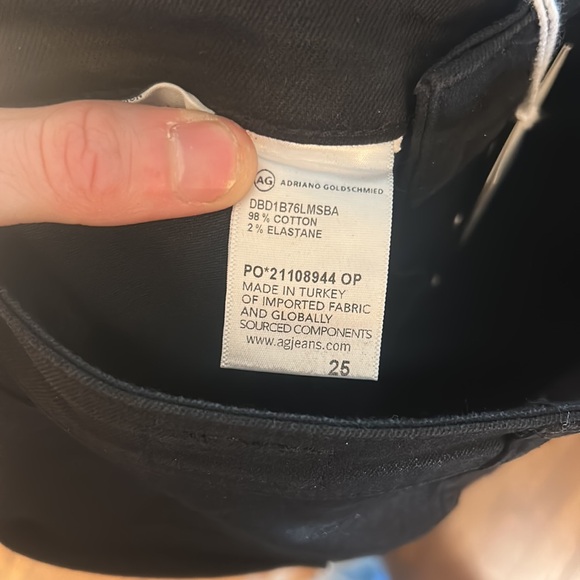 AG ADRIANO GOLDSCHMIED
DBD1B76LMSBA
98% COTTON
2% ELASTANE
PO*21108944 OP
MADE IN TURKEY
OF IMPORTED FABRIC
AND GLOBALLY
SOURCED COMPONENTS
www.agjeans.com
25